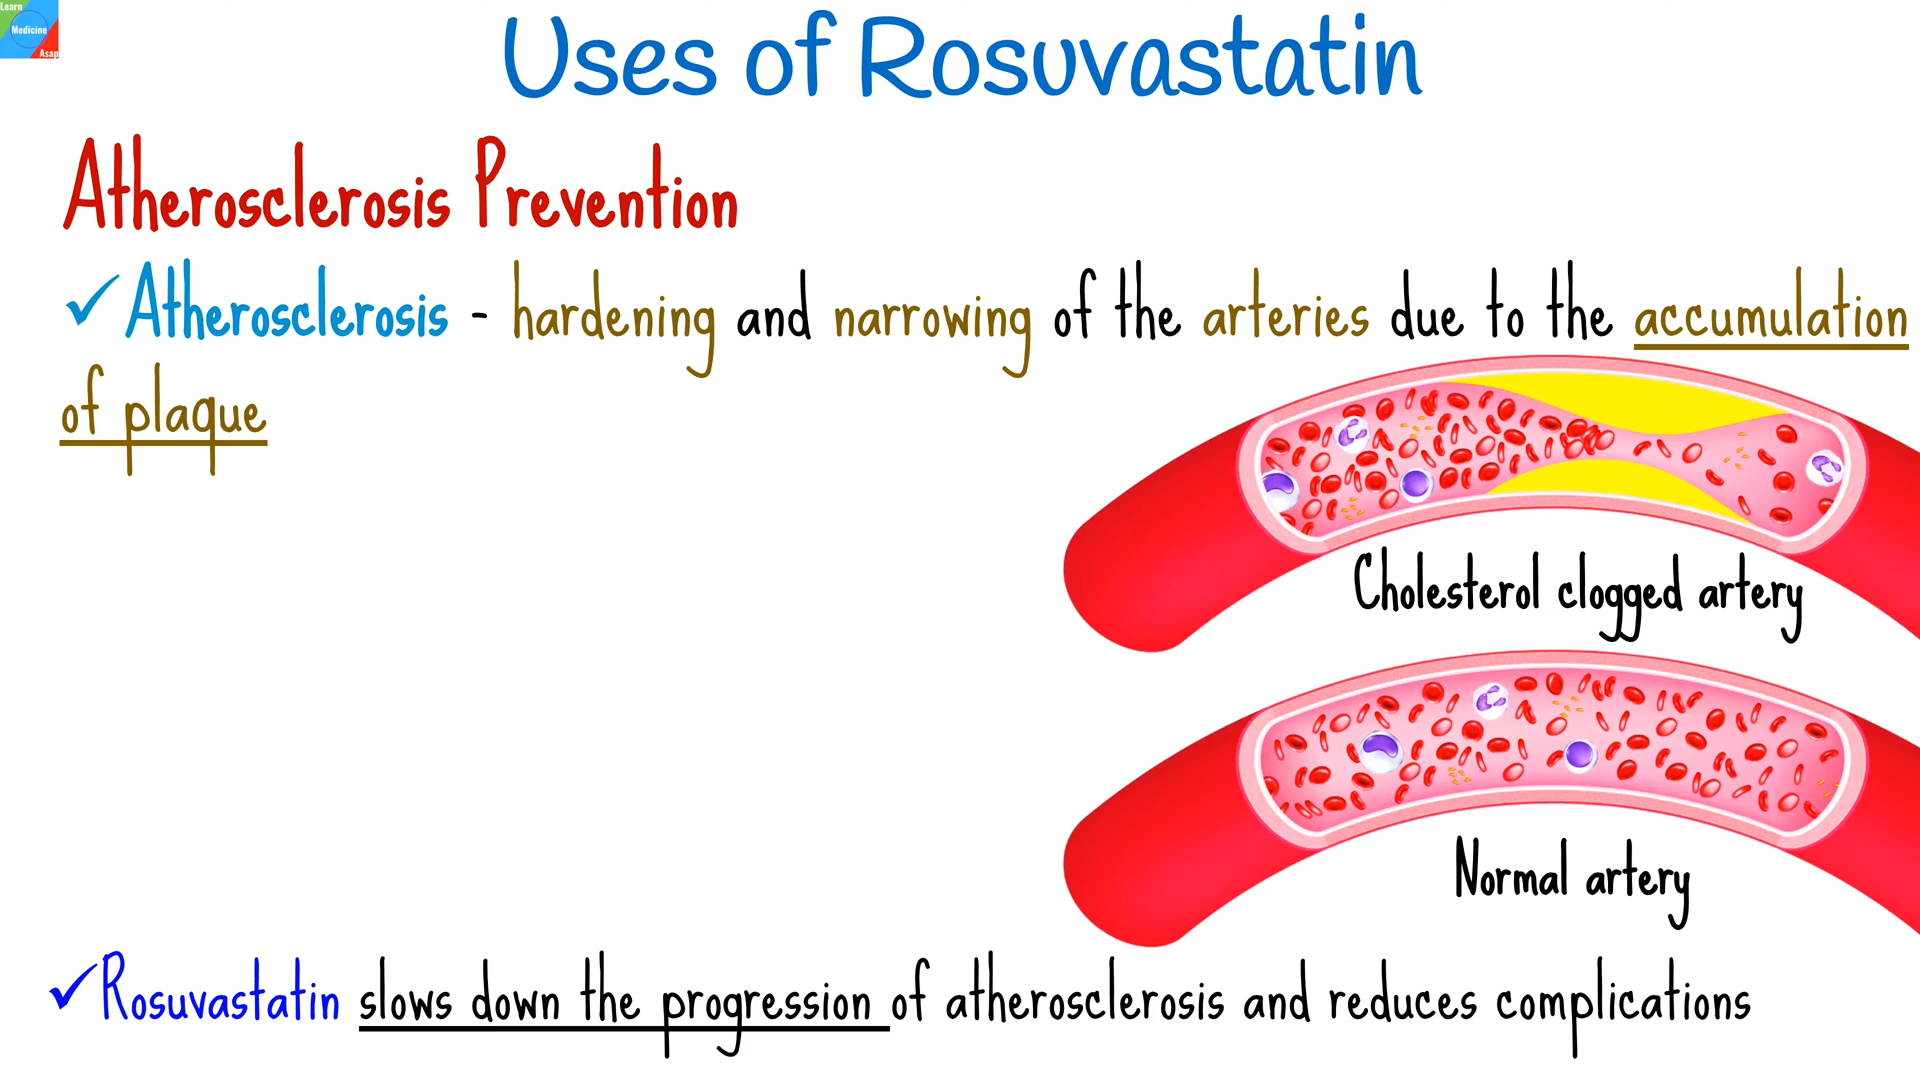 Learn
Medicine
Asap
Uses of Rosuvastatin
Atherosclerosis Prevention
✓Atherosclerosis - hardening and narrowing of the arteries due to the accumulation
of plaque
Cholesterol clogged artery
Normal artery
✓Rosuvastatin slows down the progression of atherosclerosis and reduces complications